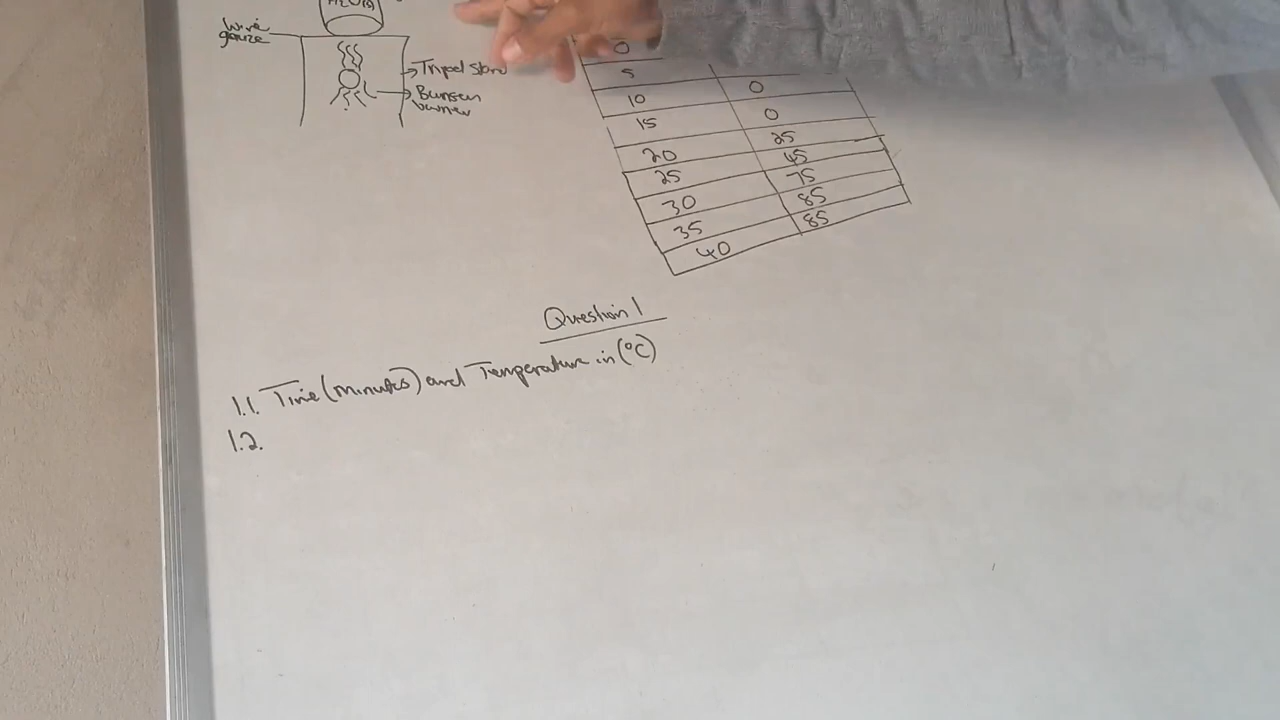 Wire
gauze
Tripod stand
Bunsen
burner
0
5
10 0
15 0
20 25
25 45
30 75
35 85
40 85
Question 1
1.1. Time (minutes) and Temperature in (°C)
1.2.